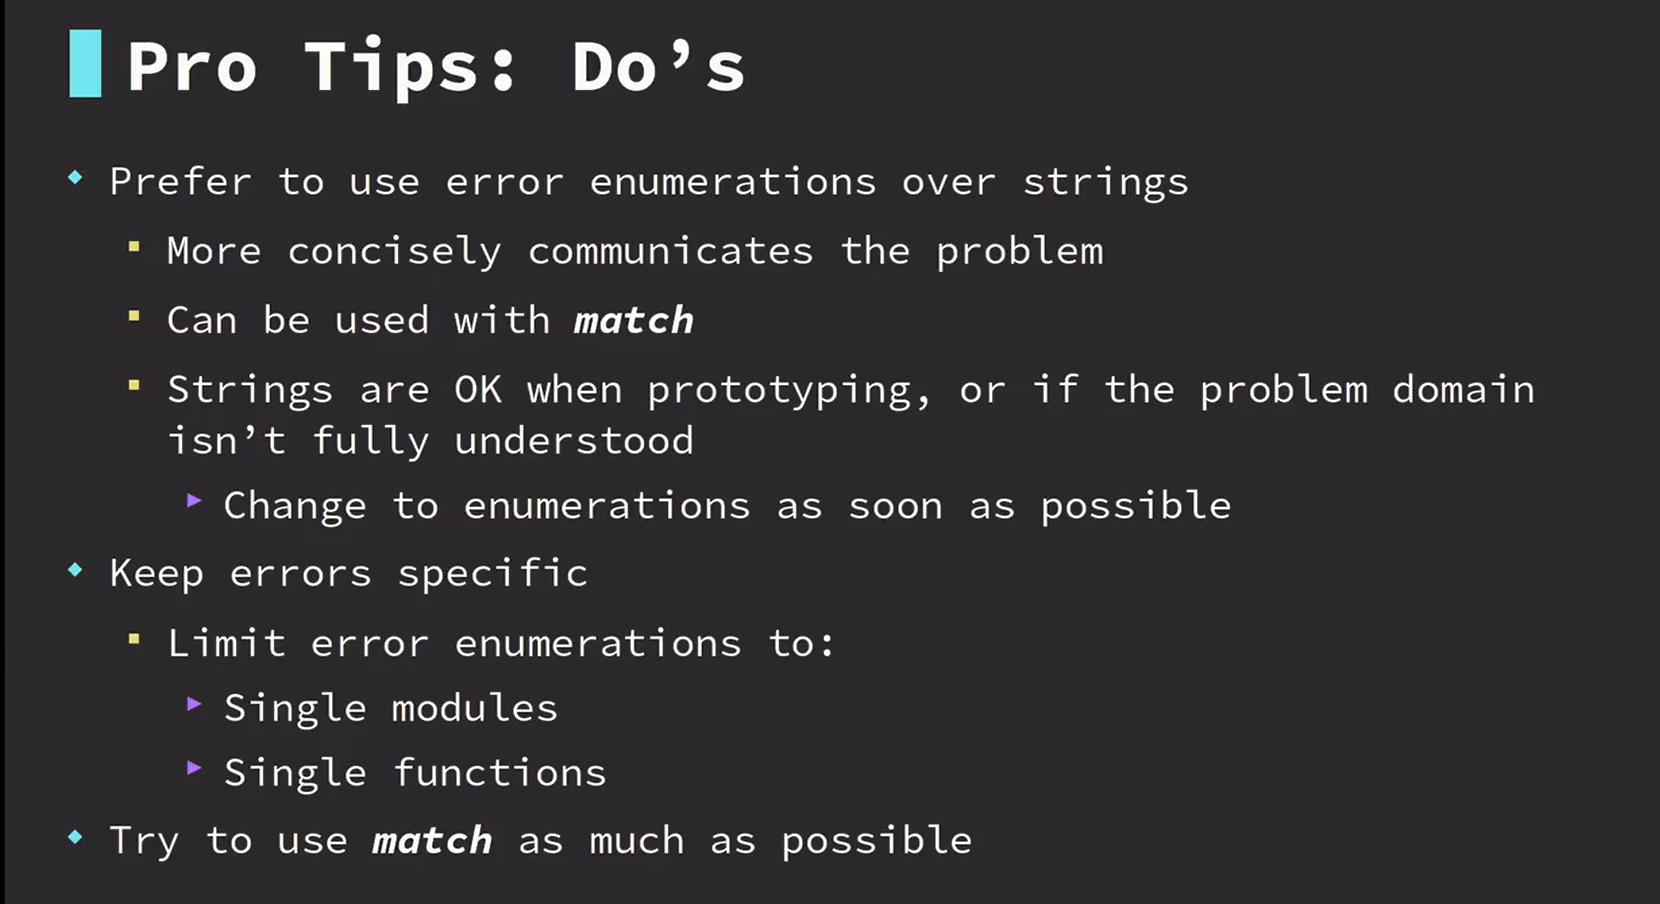 Pro Tips: Do’s
Prefer to use error enumerations over strings
More concisely communicates the problem
Can be used with match
Strings are OK when prototyping, or if the problem domain
isn’t fully understood
Change to enumerations as soon as possible
Keep errors specific
Limit error enumerations to:
Single modules
Single functions
Try to use match as much as possible